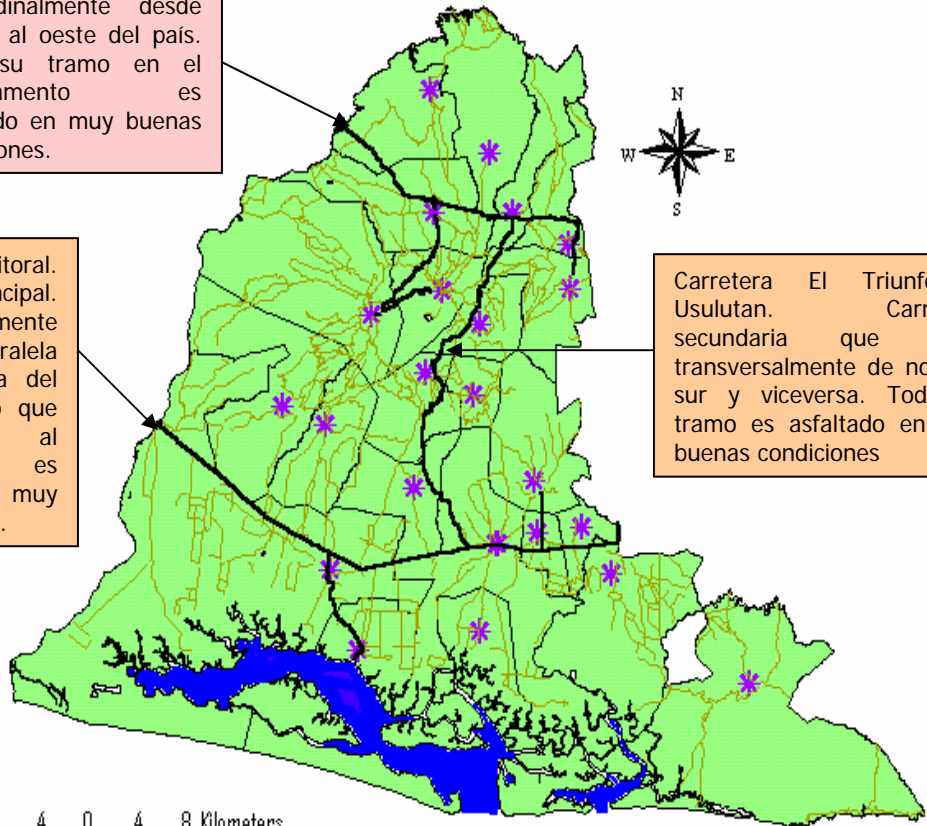 dinalmente desde
al oeste del país.
su tramo en el
amento es
do en muy buenas
ones.
N
W E
S
itoral.
ncipal.
mente
ralela
a del
o que
al
es
muy
.
Carretera El Triunfo
Usulutan. Carr
secundaria que
transversalmente de no
sur y viceversa. Tod
tramo es asfaltado en
buenas condiciones
4 0 4 8 Kilometers